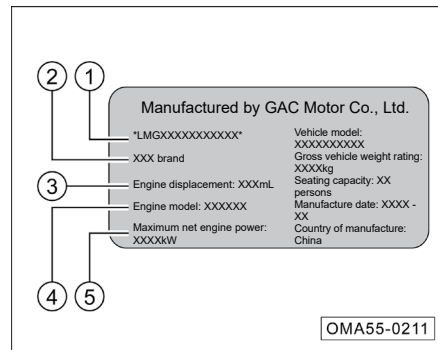 2
1
3
4
5
Manufactured by GAC Motor Co., Ltd.
*LMGXXXXXXXXXXX*
XXX brand
Engine displacement: XXXmL
Engine model: XXXXXX
Maximum net engine power:
XXXXkW
Vehicle model:
XXXXXXXXXX
Gross vehicle weight rating:
XXXXkg
Seating capacity: XX
persons
Manufacture date: XXXX -
XX
Country of manufacture:
China
OMA55-0211